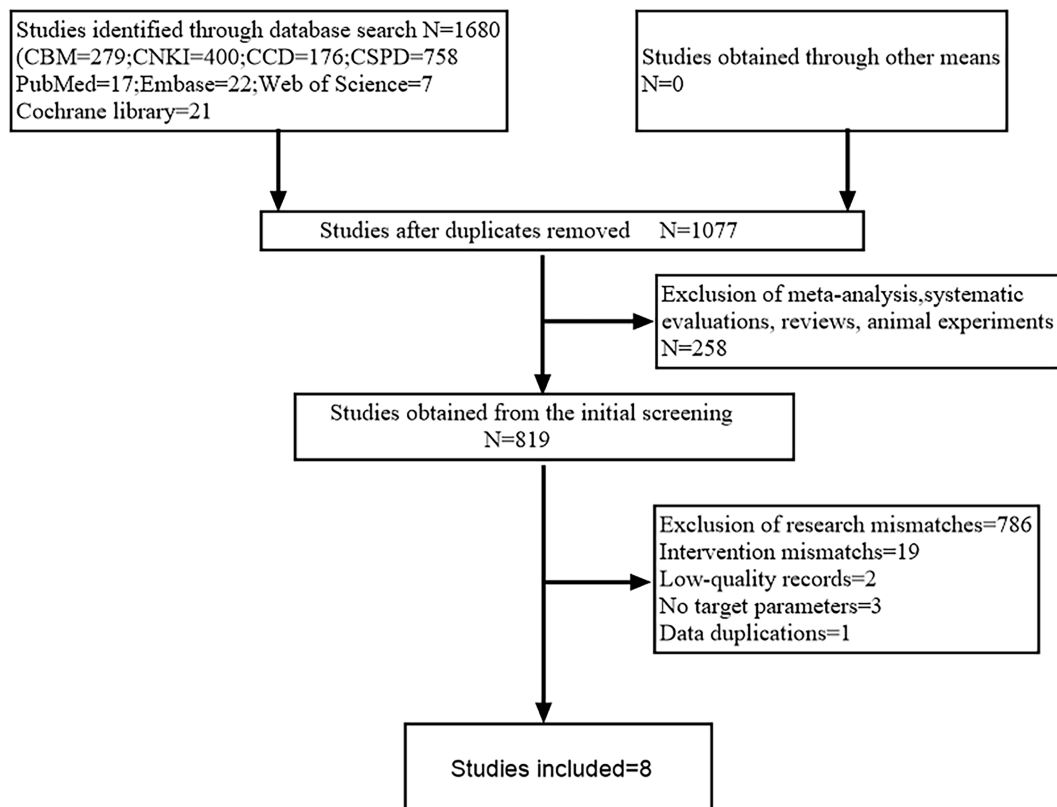 Studies identified through database search N=1680
(CBM=279;CNKI=400;CCD=176;CSPD=758
PubMed=17;Embase=22;Web of Science=7
Cochrane library=21
Studies obtained through other means
N=0
Studies after duplicates removed N=1077
Exclusion of meta-analysis,systematic
evaluations, reviews, animal experiments
N=258
Studies obtained from the initial screening
N=819
Exclusion of research mismatches=786
Intervention mismatchs=19
Low-quality records=2
No target parameters=3
Data duplications=1
Studies included=8